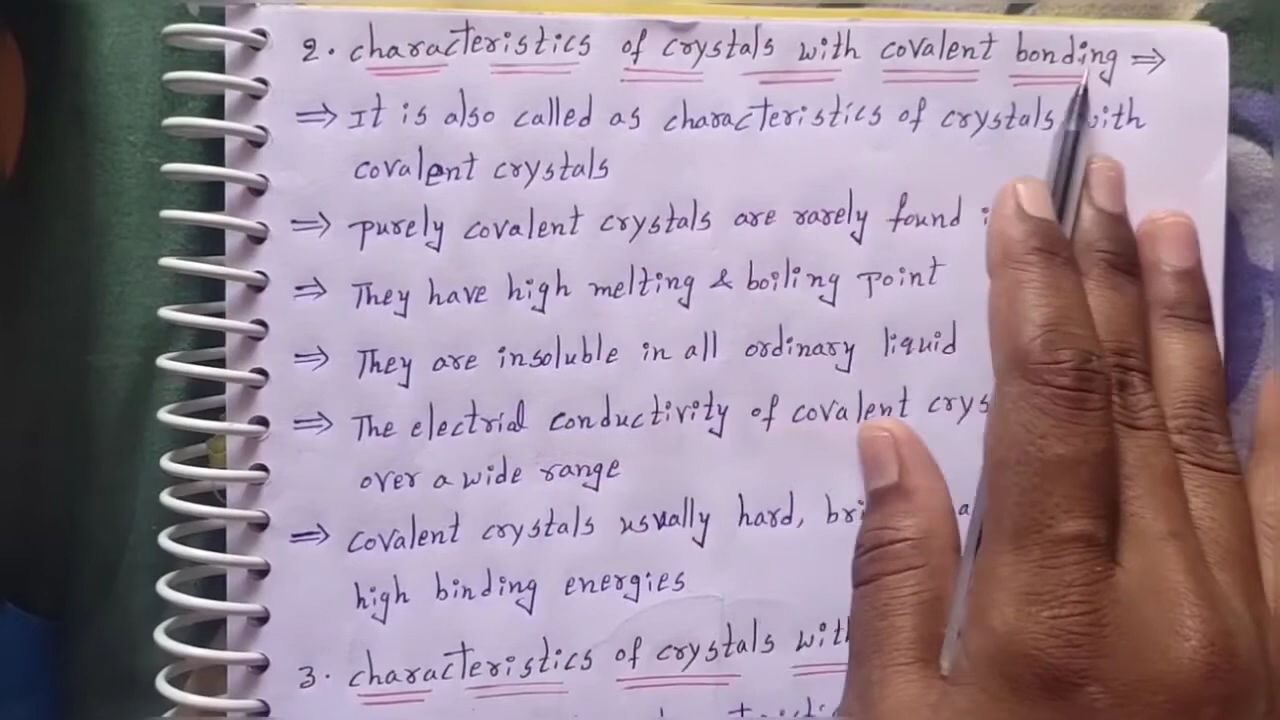 2. characteristics of crystals with covalent bonding ⇒
⇒ It is also called as characteristics of crystals with
covalent crystals
⇒ purely covalent crystals are rarely found
⇒ They have high melting & boiling point
⇒ They are insoluble in all ordinary liquid
⇒ The electrial conductivity of covalent
over a wide range
⇒ covalent crystals usually hard,
high binding energies
3. characteristics of crystals with